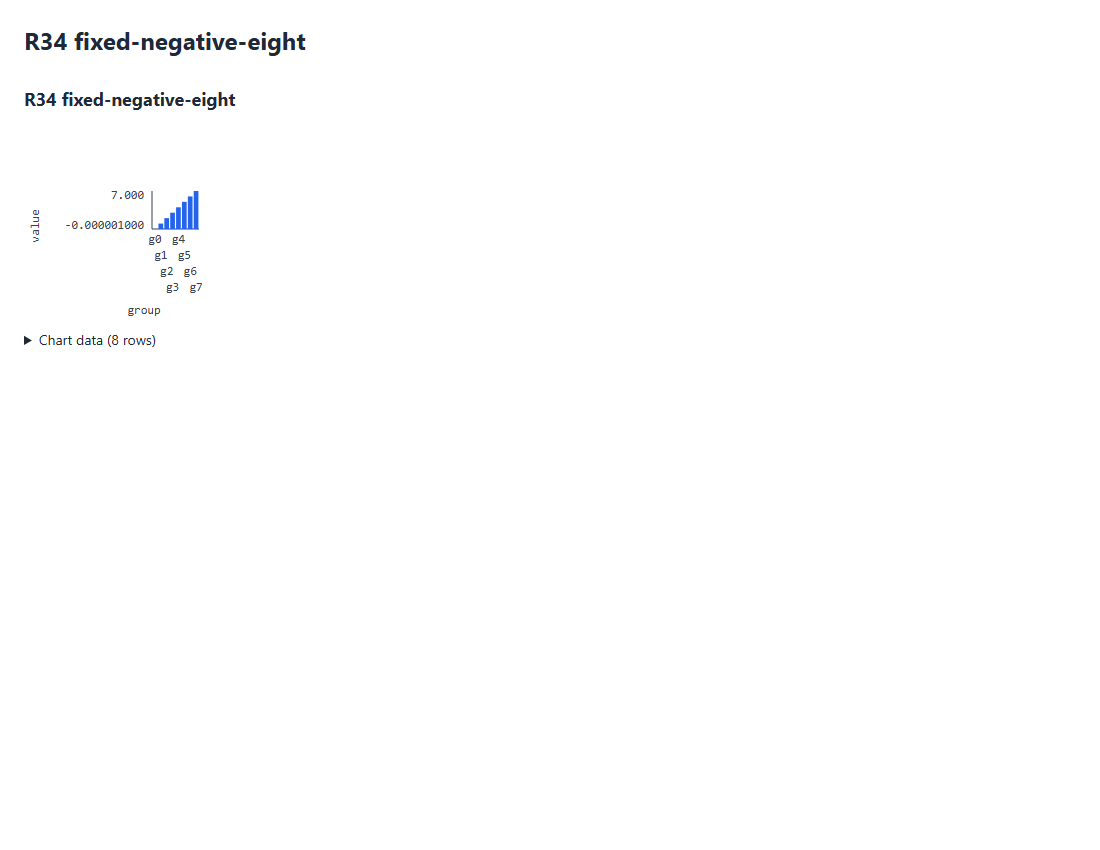 R34 fixed-negative-eight
R34 fixed-negative-eight
7.000
value
-0.000001000
g0 g4
g1 g5
g2 g6
g3 g7
group
Chart data (8 rows)